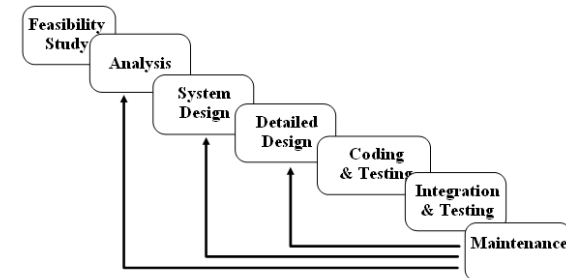 Feasibility
Study
Analysis
System
Design
Detailed
Design
Coding
& Testing
Integration
& Testing
Maintenance